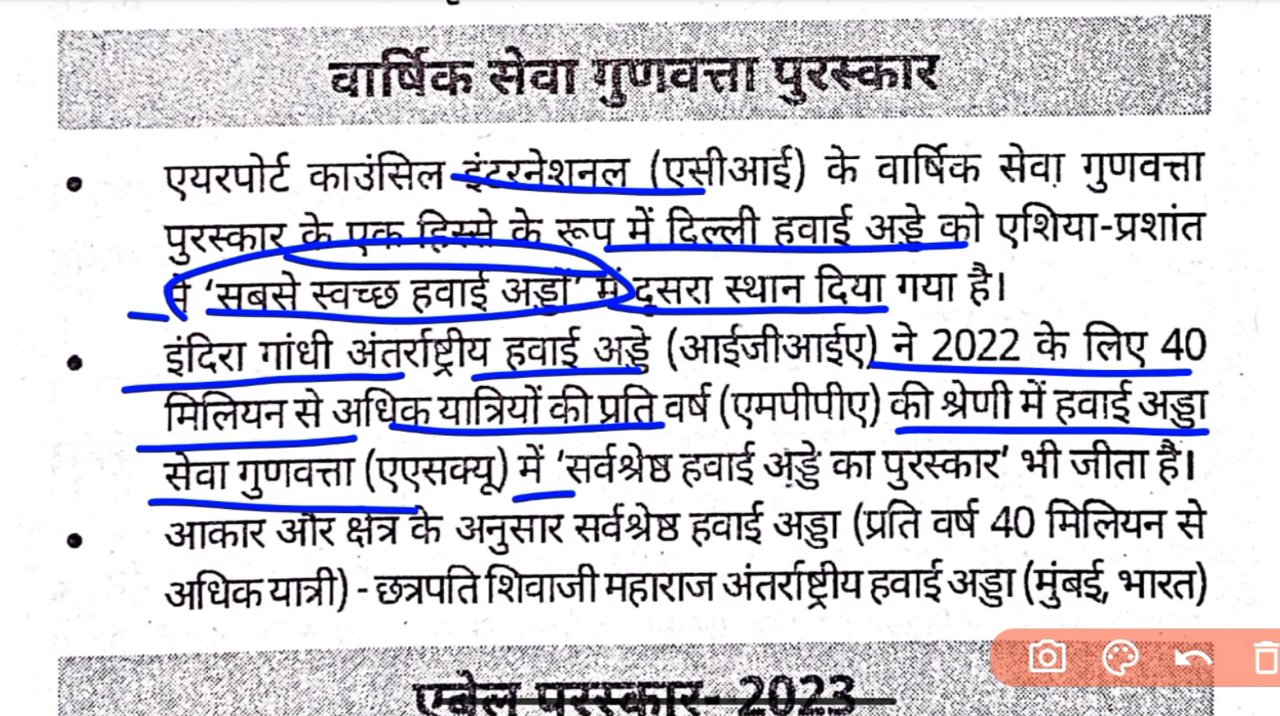 वार्षिक सेवा गुणवत्ता पुरस्कार
• एयरपोर्ट काउंसिल इंटरनेशनल (एसीआई) के वार्षिक सेवा गुणवत्ता
पुरस्कार के एक हिस्से के रूप में दिल्ली हवाई अड्डे को एशिया-प्रशांत
में 'सबसे स्वच्छ हवाई अड्डों' में दूसरा स्थान दिया गया है।
• इंदिरा गांधी अंतर्राष्ट्रीय हवाई अड्डे (आईजीआईए) ने 2022 के लिए 40
मिलियन से अधिक यात्रियों की प्रति वर्ष (एमपीपीए) की श्रेणी में हवाई अड्डा
सेवा गुणवत्ता (एएसक्यू) में 'सर्वश्रेष्ठ हवाई अड्डे का पुरस्कार' भी जीता है।
• आकार और क्षेत्र के अनुसार सर्वश्रेष्ठ हवाई अड्डा (प्रति वर्ष 40 मिलियन से
अधिक यात्री) - छत्रपति शिवाजी महाराज अंतर्राष्ट्रीय हवाई अड्डा (मुंबई, भारत)
एबेल पुरस्कार- 2023